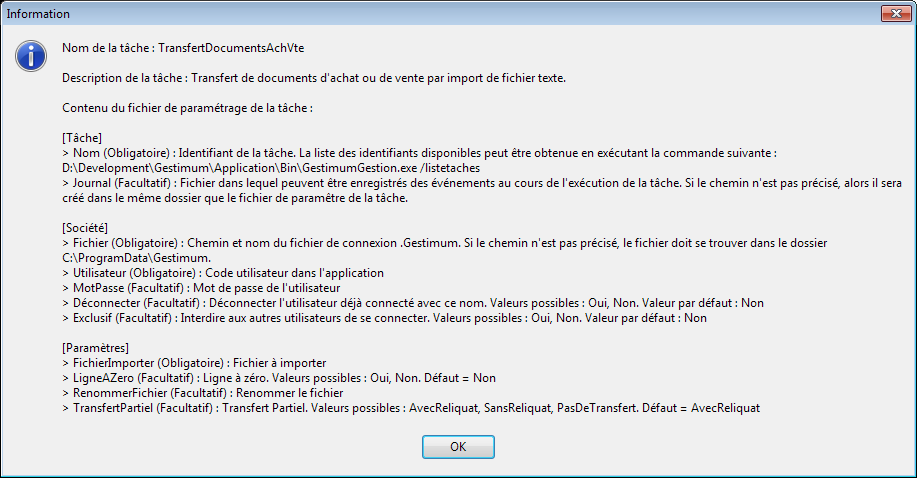 Information
Nom de la tâche : TransfertDocumentsAchVte
Description de la tâche : Transfert de documents d'achat ou de vente par import de fichier texte.
Contenu du fichier de paramétrage de la tâche :
[Tâche]
> Nom (Obligatoire) : Identifiant de la tâche. La liste des identifiants disponibles peut être obtenue en exécutant la commande suivante :
D:\Development\Gestimum\Application\Bin\GestimumGestion.exe /listetaches
> Journal (Facultatif) : Fichier dans lequel peuvent être enregistrés des événements au cours de l'exécution de la tâche. Si le chemin n'est pas précisé, alors il sera
créé dans le même dossier que le fichier de paramêtre de la tâche.
[Société]
> Fichier (Obligatoire) : Chemin et nom du fichier de connexion .Gestimum. Si le chemin n'est pas précisé, le fichier doit se trouver dans le dossier
C:\ProgramData\Gestimum.
> Utilisateur (Obligatoire) : Code utilisateur dans l'application
> MotPasse (Facultatif) : Mot de passe de l'utilisateur
> Déconnecter (Facultatif) : Déconnecter l'utilisateur déjà connecté avec ce nom. Valeurs possibles : Oui, Non. Valeur par défaut : Non
> Exclusif (Facultatif) : Interdire aux autres utilisateurs de se connecter. Valeurs possibles : Oui, Non. Valeur par défaut : Non
[Paramètres]
> FichierImporter (Obligatoire) : Fichier à importer
> LigneAZero (Facultatif) : Ligne à zéro. Valeurs possibles : Oui, Non. Défaut = Non
> RenommerFichier (Facultatif) : Renommer le fichier
> TransfertPartiel (Facultatif) : Transfert Partiel. Valeurs possibles : AvecReliquat, SansReliquat, PasDeTransfert. Défaut = AvecReliquat
OK